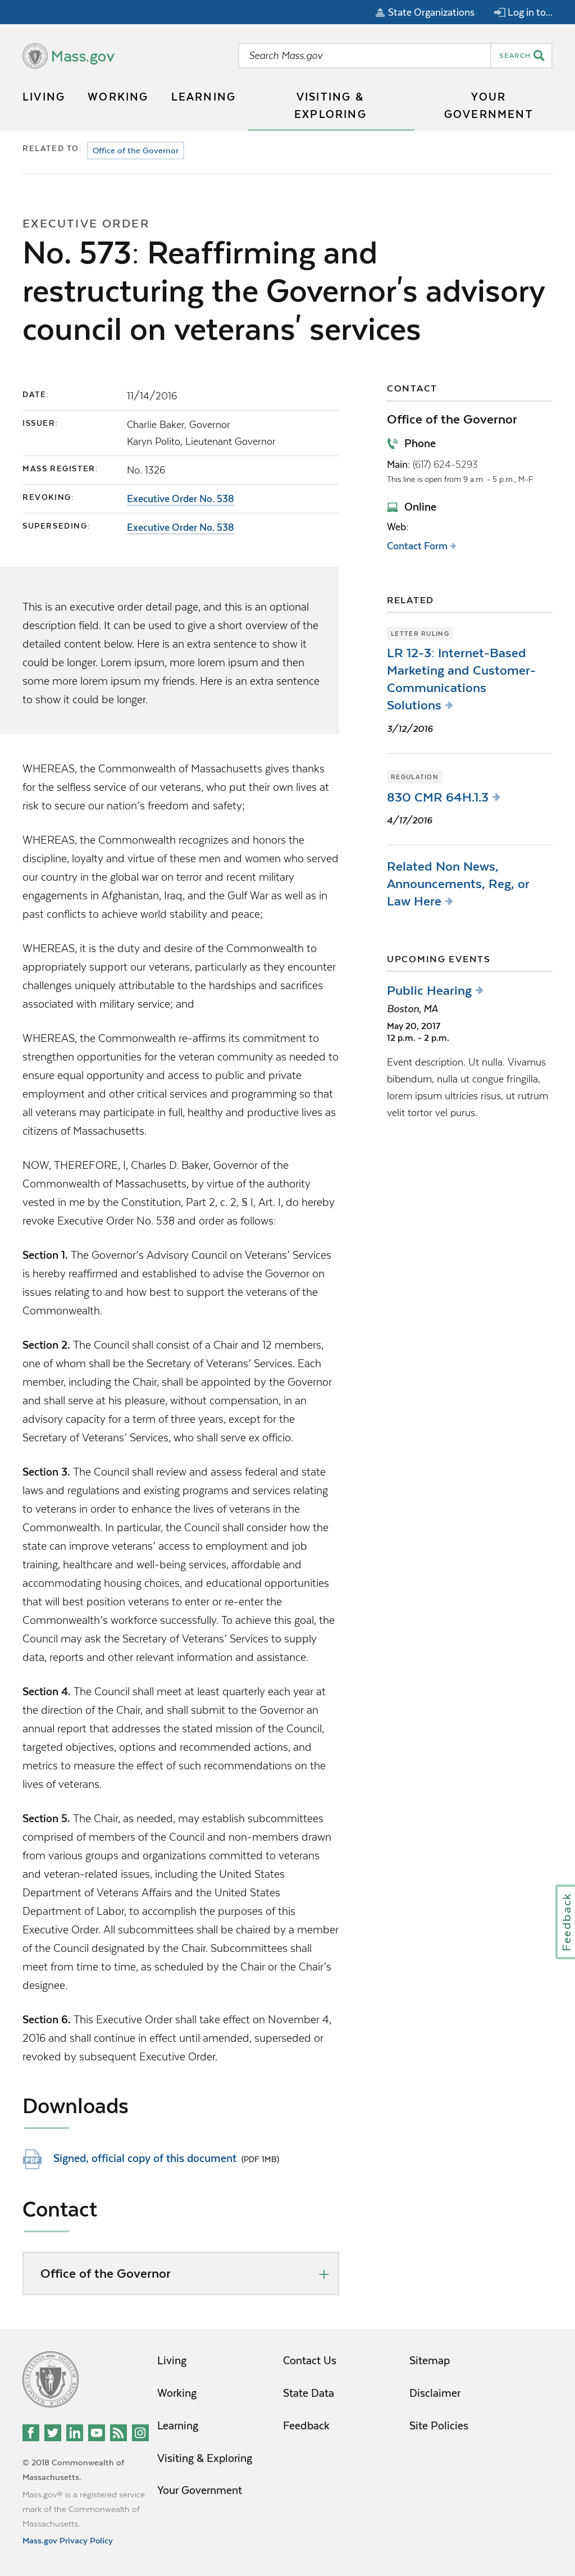 State Organizations
Log in to...
Mass.gov
Search Mass.gov
SEARCH
LIVING
WORKING
LEARNING
VISITING &
EXPLORING
YOUR
GOVERNMENT
RELATED TO:
Office of the Governor
EXECUTIVE ORDER
No. 573: Reaffirming and
restructuring the Governor's advisory
council on veterans' services
DATE: 11/14/2016
ISSUER: Charlie Baker, Governor
Karyn Polito, Lieutenant Governor
MASS REGISTER: No. 1326
REVOKING: Executive Order No. 538
SUPERSEDING: Executive Order No. 538
This is an executive order detail page, and this is an optional
description field. It can be used to give a short overview of the
detailed content below. Here is an extra sentence to show it
could be longer. Lorem ipsum, more lorem ipsum and then
some more lorem ipsum my friends. Here is an extra sentence
to show it could be longer.
WHEREAS, the Commonwealth of Massachusetts gives thanks
for the selfless service of our veterans, who put their own lives at
risk to secure our nation's freedom and safety;
WHEREAS, the Commonwealth recognizes and honors the
discipline, loyalty and virtue of these men and women who served
our country in the global war on terror and recent military
engagements in Afghanistan, Iraq, and the Gulf War as well as in
past conflicts to achieve world stability and peace;
WHEREAS, it is the duty and desire of the Commonwealth to
appropriately support our veterans, particularly as they encounter
challenges uniquely attributable to the hardships and sacrifices
associated with military service; and
WHEREAS, the Commonwealth re-affirms its commitment to
strengthen opportunities for the veteran community as needed to
ensure equal opportunity and access to public and private
employment and other critical services and programming so that
all veterans may participate in full, healthy and productive lives as
citizens of Massachusetts.
NOW, THEREFORE, I, Charles D. Baker, Governor of the
Commonwealth of Massachusetts, by virtue of the authority
vested in me by the Constitution, Part 2, c. 2, § I, Art. I, do hereby
revoke Executive Order No. 538 and order as follows:
Section 1. The Governor's Advisory Council on Veterans' Services
is hereby reaffirmed and established to advise the Governor on
issues relating to and how best to support the veterans of the
Commonwealth.
Section 2. The Council shall consist of a Chair and 12 members,
one of whom shall be the Secretary of Veterans' Services. Each
member, including the Chair, shall be appointed by the Governor
and shall serve at his pleasure, without compensation, in an
advisory capacity for a term of three years, except for the
Secretary of Veterans' Services, who shall serve ex officio.
Section 3. The Council shall review and assess federal and state
laws and regulations and existing programs and services relating
to veterans in order to enhance the lives of veterans in the
Commonwealth. In particular, the Council shall consider how the
state can improve veterans' access to employment and job
training, healthcare and well-being services, affordable and
accommodating housing choices, and educational opportunities
that will best position veterans to enter or re-enter the
Commonwealth's workforce successfully. To achieve this goal, the
Council may ask the Secretary of Veterans' Services to supply
data, reports and other relevant information and assistance.
Section 4. The Council shall meet at least quarterly each year at
the direction of the Chair, and shall submit to the Governor an
annual report that addresses the stated mission of the Council,
targeted objectives, options and recommended actions, and
metrics to measure the effect of such recommendations on the
lives of veterans.
Section 5. The Chair, as needed, may establish subcommittees
comprised of members of the Council and non-members drawn
from various groups and organizations committed to veterans
and veteran-related issues, including the United States
Department of Veterans Affairs and the United States
Department of Labor, to accomplish the purposes of this
Executive Order. All subcommittees shall be chaired by a member
of the Council designated by the Chair. Subcommittees shall
meet from time to time, as scheduled by the Chair or the Chair's
designee.
Section 6. This Executive Order shall take effect on November 4,
2016 and shall continue in effect until amended, superseded or
revoked by subsequent Executive Order.
Downloads
PDF
Signed, official copy of this document (PDF 1MB)
Contact
Office of the Governor
CONTACT
Office of the Governor
Phone
Main: (617) 624-5293
This line is open from 9 a.m. - 5 p.m., M-F
Online
Web:
Contact Form
RELATED
LETTER RULING
LR 12-3: Internet-Based
Marketing and Customer-
Communications
Solutions
3/12/2016
REGULATION
830 CMR 64H.1.3
4/17/2016
Related Non News,
Announcements, Reg, or
Law Here
UPCOMING EVENTS
Public Hearing
Boston, MA
May 20, 2017
12 p.m. - 2 p.m.
Event description. Ut nulla. Vivamus
bibendum, nulla ut congue fringilla,
lorem ipsum ultricies risus, ut rutrum
velit tortor vel purus.
Feedback
Living
Working
Learning
Visiting & Exploring
Your Government
Contact Us
State Data
Feedback
Sitemap
Disclaimer
Site Policies
© 2018 Commonwealth of
Massachusetts.
Mass.gov® is a registered service
mark of the Commonwealth of
Massachusetts.
Mass.gov Privacy Policy